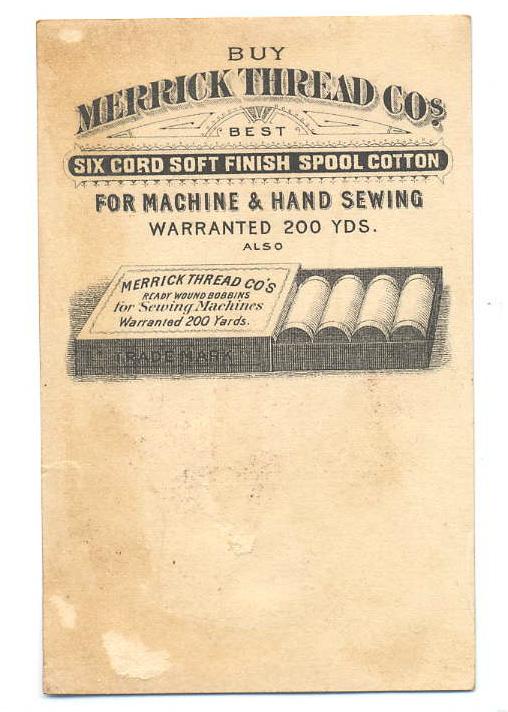 BUY
MERRICK THREAD COS.
BEST
SIX CORD SOFT FINISH SPOOL COTTON
FOR MACHINE & HAND SEWING
WARRANTED 200 YDS.
ALSO
MERRICK THREAD CO'S
READY WOUND BOBBINS
for Sewing Machines
Warranted 200 Yards.
TRADE MARK